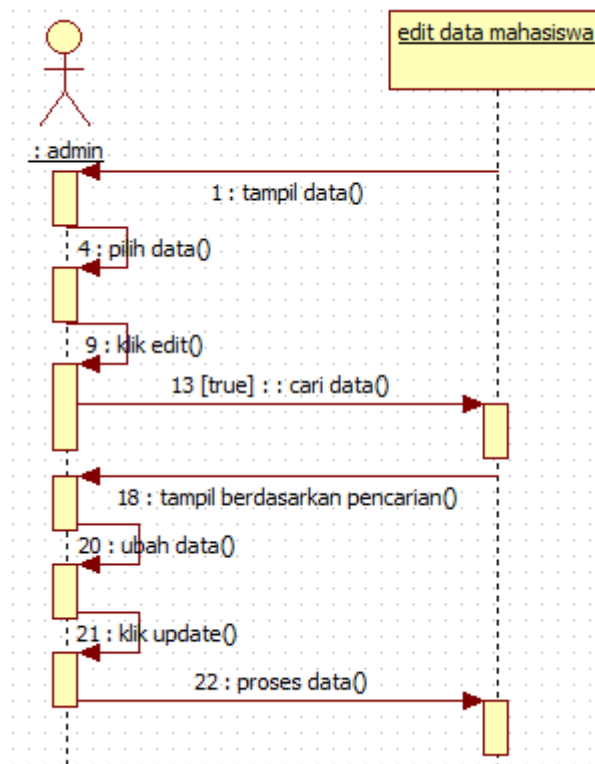 edit data mahasiswa
: admin
1 : tampil data()
4 : pilih data()
9 : klik edit()
13 [true] : : cari data()
18 : tampil berdasarkan pencarian()
20 : ubah data()
21 : klik update()
22 : proses data()